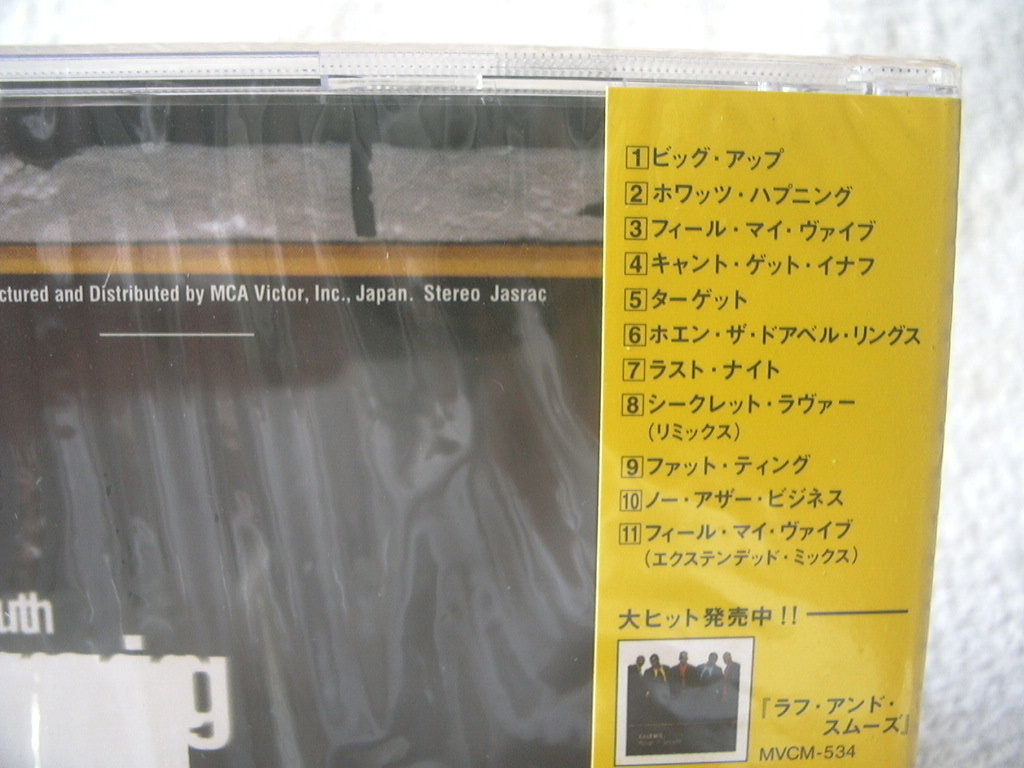 1 ビッグ・アップ
2 ホワッツ・ハプニング
3 フィール・マイ・ヴァイブ
4 キャント・ゲット・イナフ
5 ターゲット
6 ホエン・ザ・ドアベル・リングス
7 ラスト・ナイト
8 シークレット・ラヴァー
(リミックス)
9 ファット・ティング
10 ノー・アザー・ビジネス
11 フィール・マイ・ヴァイブ
(エクステンデッド・ミックス)
大ヒット発売中!!
『ラフ・アンド・
スムーズ』
MVCM-534
ctured and Distributed by MCA Victor, Inc., Japan. Stereo Jasrac
uth